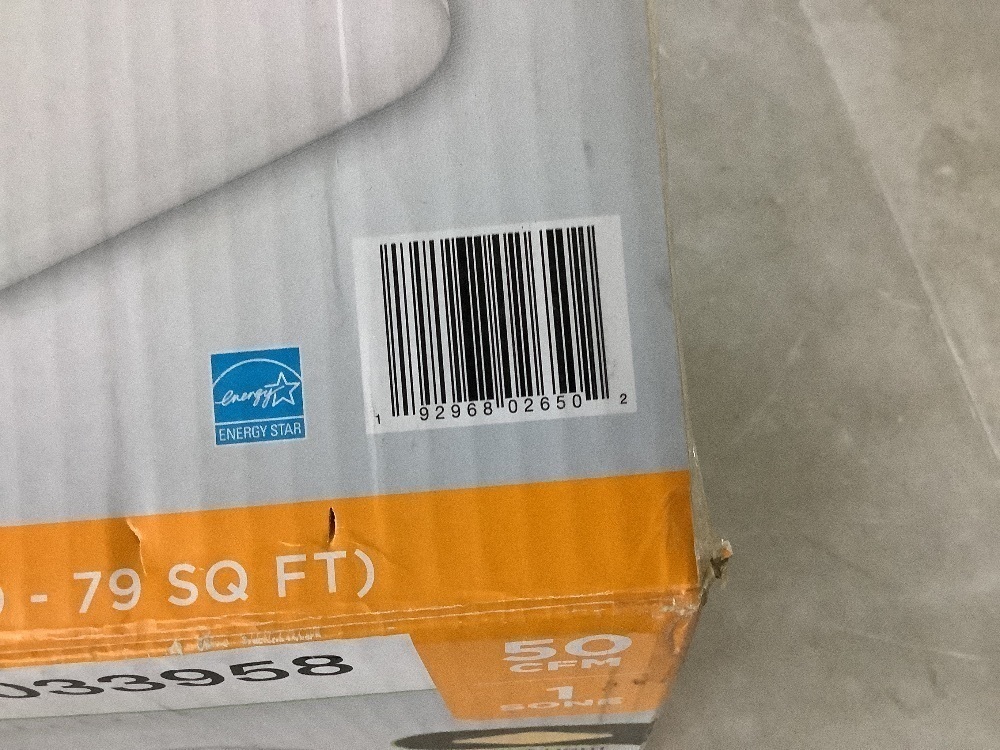 energy
ENERGY STAR
1 92968 02650 2
- 79 SQ FT)
033958
50
CFM
1
SONE